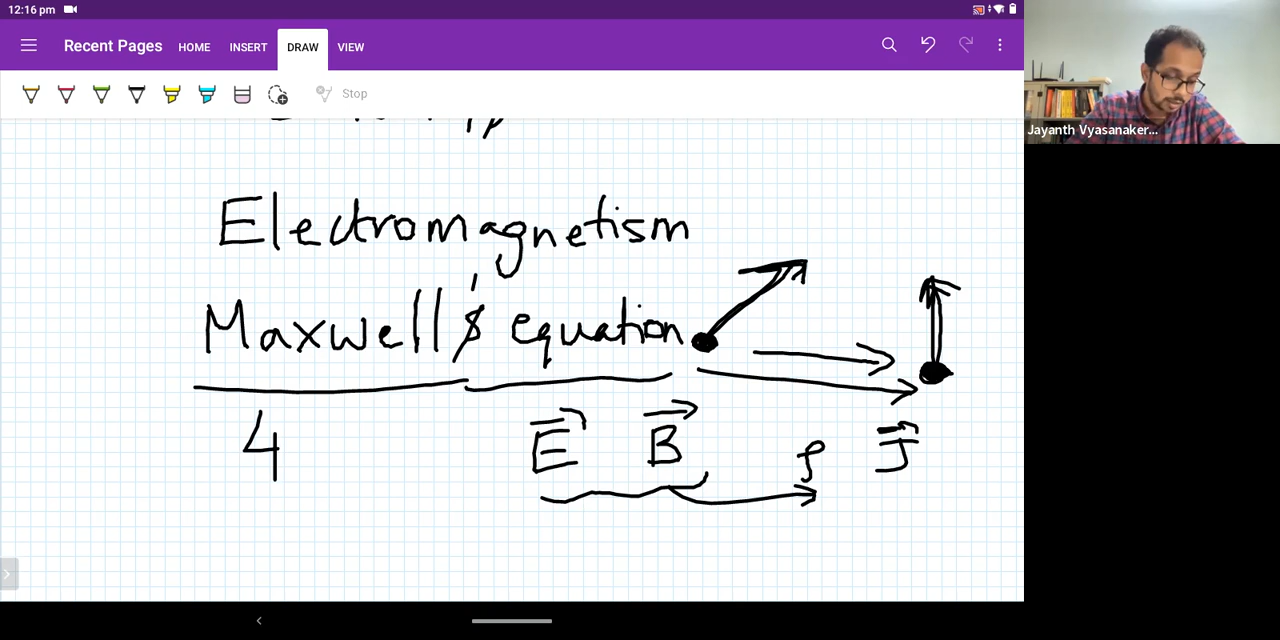 12:16 pm
Recent Pages HOME INSERT DRAW VIEW
Stop
Jayanth Vyasanaker...
Electromagnetism
Maxwell's equation
4 E B ρ J